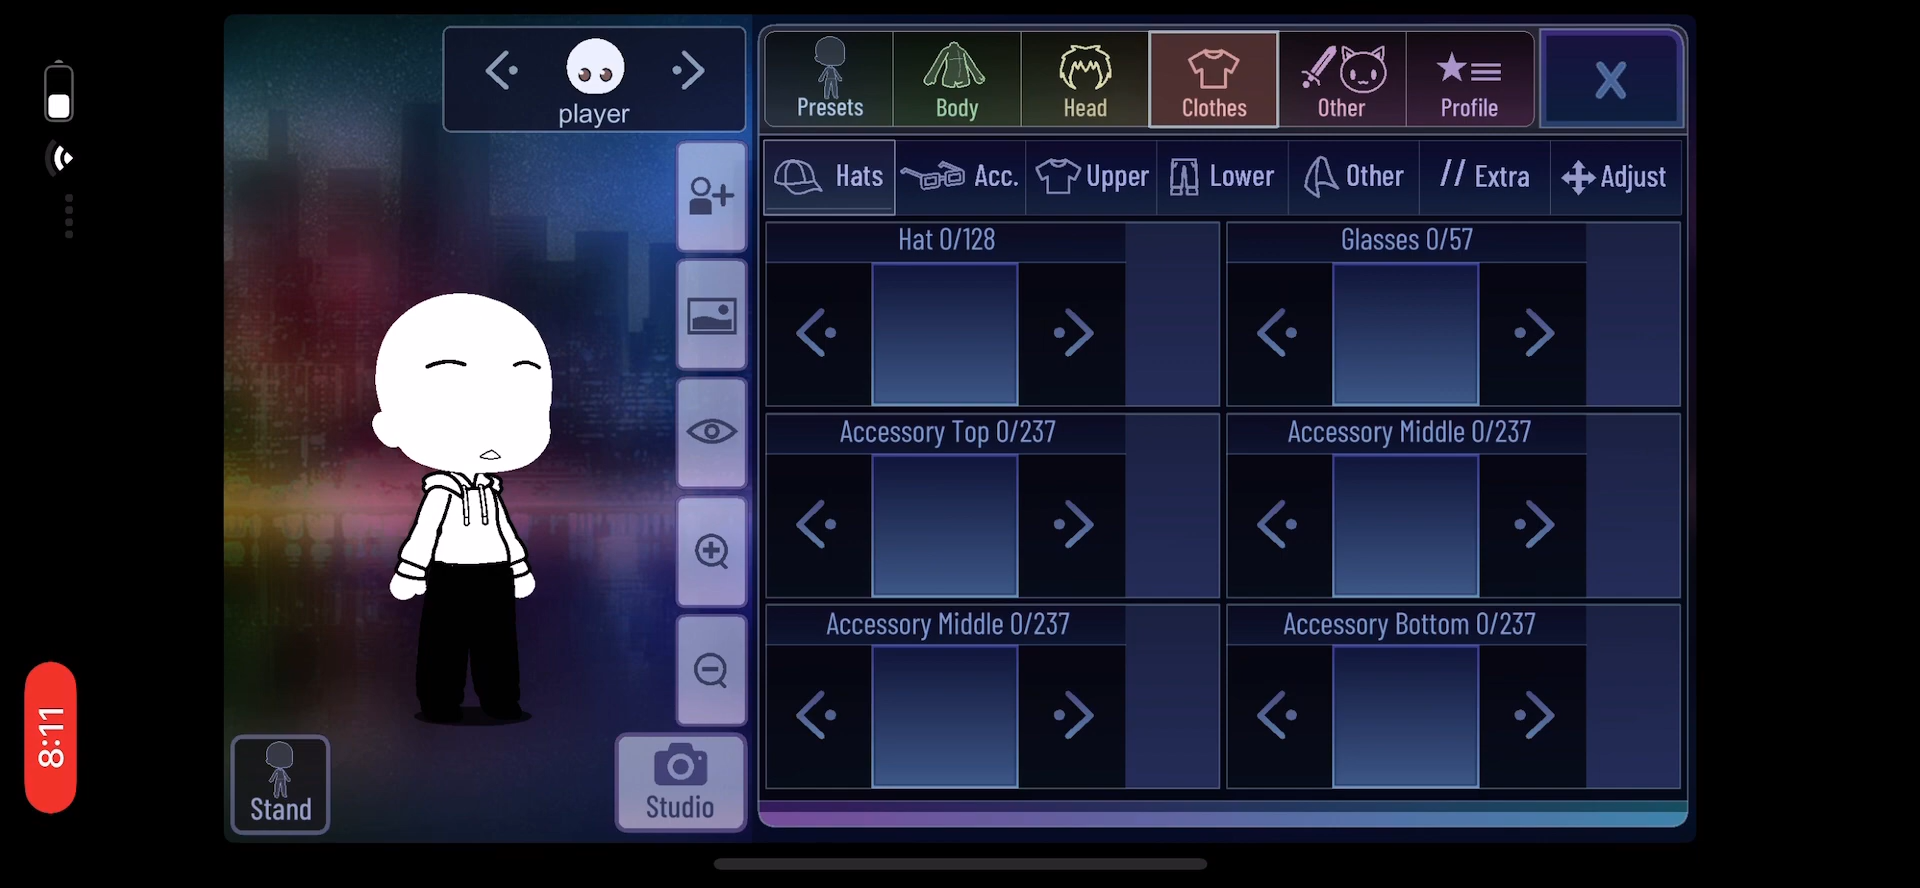 player
Presets
Body
Head
Clothes
Other
Profile
X
Hats
Acc.
Upper
Lower
Other
Extra
Adjust
Hat 0/128
Glasses 0/57
Accessory Top 0/237
Accessory Middle 0/237
Accessory Middle 0/237
Accessory Bottom 0/237
Stand
Studio
8:11